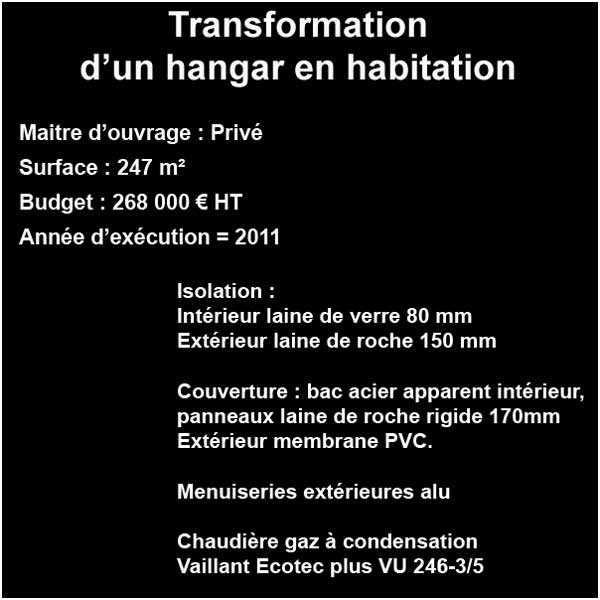 Transformation
d’un hangar en habitation
Maitre d’ouvrage : Privé
Surface : 247 m²
Budget : 268 000 € HT
Année d’exécution = 2011
Isolation :
Intérieur laine de verre 80 mm
Extérieur laine de roche 150 mm
Couverture : bac acier apparent intérieur,
panneaux laine de roche rigide 170mm
Extérieur membrane PVC.
Menuiseries extérieures alu
Chaudière gaz à condensation
Vaillant Ecotec plus VU 246-3/5